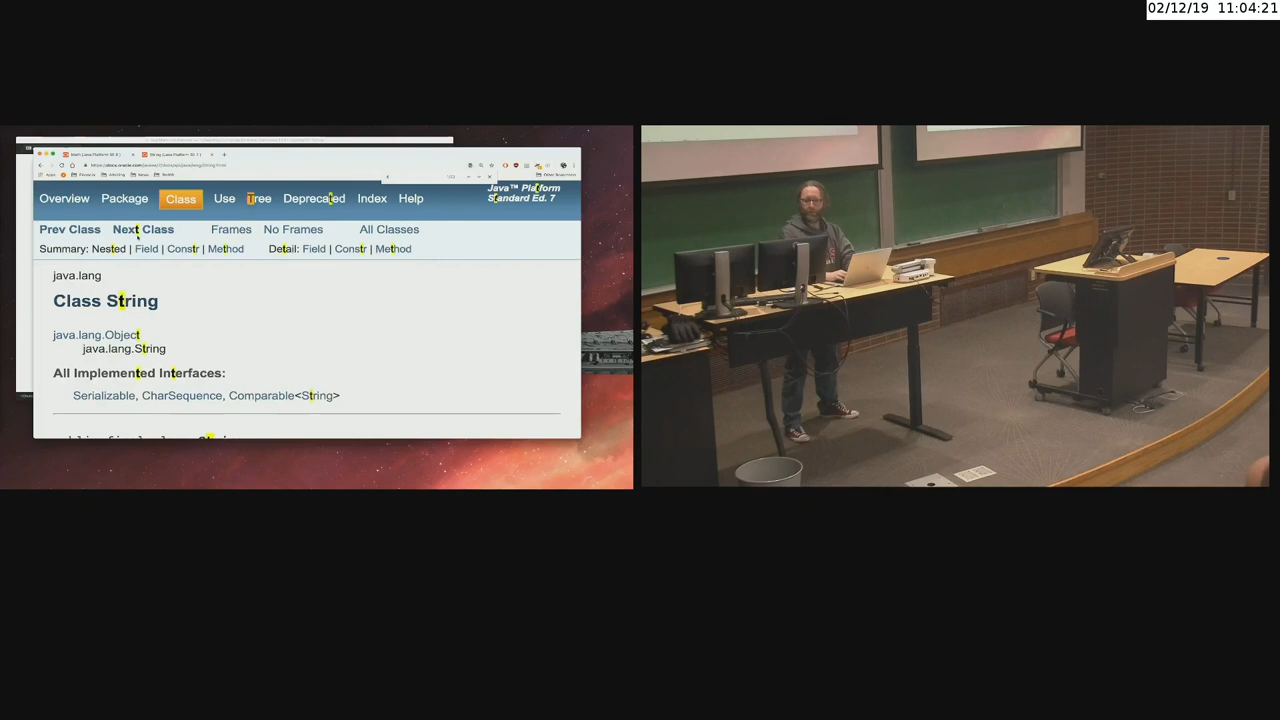 02/12/19 11:04:21
Java™ Platform
Standard Ed. 7
Overview Package Class Use Tree Deprecated Index Help
Prev Class Next Class Frames No Frames All Classes
Summary: Nested | Field | Constr | Method Detail: Field | Constr | Method
java.lang
Class String
java.lang.Object
java.lang.String
All Implemented Interfaces:
Serializable, CharSequence, Comparable<String>